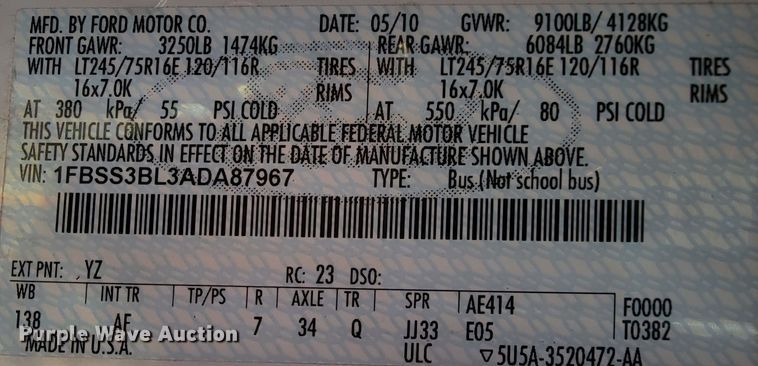 MFD. BY FORD MOTOR CO. DATE: 05/10 GVWR: 9100LB/ 4128KG
FRONT GAWR: 3250LB 1474KG REAR GAWR: 6084LB 2760KG
WITH LT245/75R16E 120/116R TIRES WITH LT245/75R16E 120/116R TIRES
16x7.0K RIMS 16x7.0K RIMS
AT 380 kPa/ 55 PSI COLD AT 550 kPa/ 80 PSI COLD
THIS VEHICLE CONFORMS TO ALL APPLICABLE FEDERAL MOTOR VEHICLE
SAFETY STANDARDS IN EFFECT ON THE DATE OF MANUFACTURE SHOWN ABOVE.
VIN: 1FBSS3BL3ADA87967 TYPE: Bus (Not school bus)
EXT PNT: YZ RC: 23 DSO:
WB INT TR TP/PS R AXLE TR SPR AE414 F0000
138 AE 7 34 Q JJ33 E05 T0382
Purple Wave Auction
MADE IN U.S.A. ULC ▽5U5A-3520472-AA